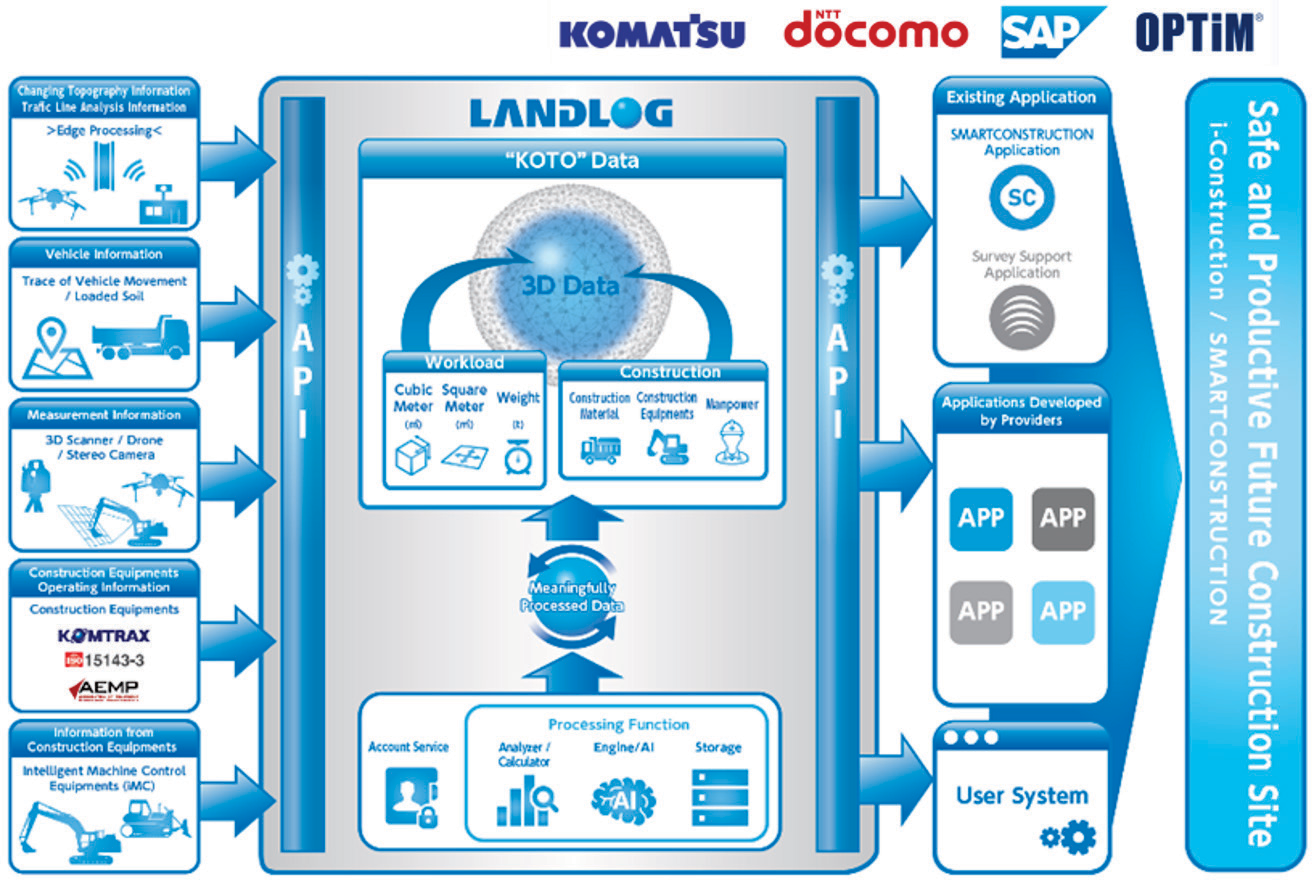 KOMATSU
NTT
docomo
SAP
OPTiM®
Changing Topography Information
Trafic Line Analysis Information
>Edge Processing<
Vehicle Information
Trace of Vehicle Movement
/ Loaded Soil
Measurement Information
3D Scanner / Drone
/ Stereo Camera
Construction Equipments
Operating Information
Construction Equipments
KOMTRAX
ISO 15143-3
AEMP
Information from
Construction Equipments
Intelligent Machine Control
Equipments (iMC)
API
LANDLOG
"KOTO" Data
3D Data
Workload
Cubic
Meter
(㎥)
Square
Meter
(㎡)
Weight
(t)
Construction
Construction
Material
Construction
Equipments
Manpower
Meaningfully
Processed Data
Account Service
Processing Function
Analyzer /
Calculator
Engine/AI
AI
Storage
API
Existing Application
SMARTCONSTRUCTION
Application
SC
Survey Support
Application
Applications Developed
by Providers
APP
APP
APP
APP
User System
Safe and Productive Future Construction Site
i-Construction / SMARTCONSTRUCTION